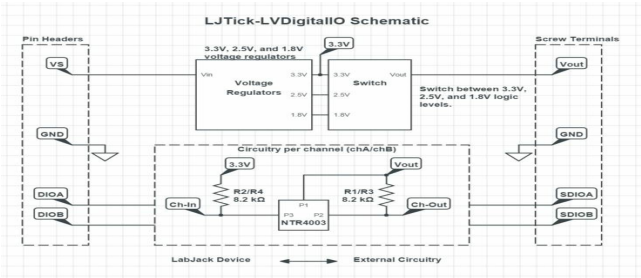 LJTick-LVDigitalIO Schematic
Pin Headers
Screw Terminals
3.3V, 2.5V, and 1.8V
voltage regulators
3.3V
VS
Vout
Vin
3.3V
3.3V
Vout
Voltage
Regulators
Switch
2.5V
2.5V
1.8V
1.8V
Switch between 3.3V,
2.5V, and 1.8V logic
levels.
GND
GND
Circuitry per channel (chA/chB)
3.3V
Vout
R2/R4
8.2 kΩ
R1/R3
8.2 kΩ
DIOA
SDIOA
Ch-In
P1
Ch-Out
DIOB
P3
P2
SDIOB
NTR4003
LabJack Device
External Circuitry